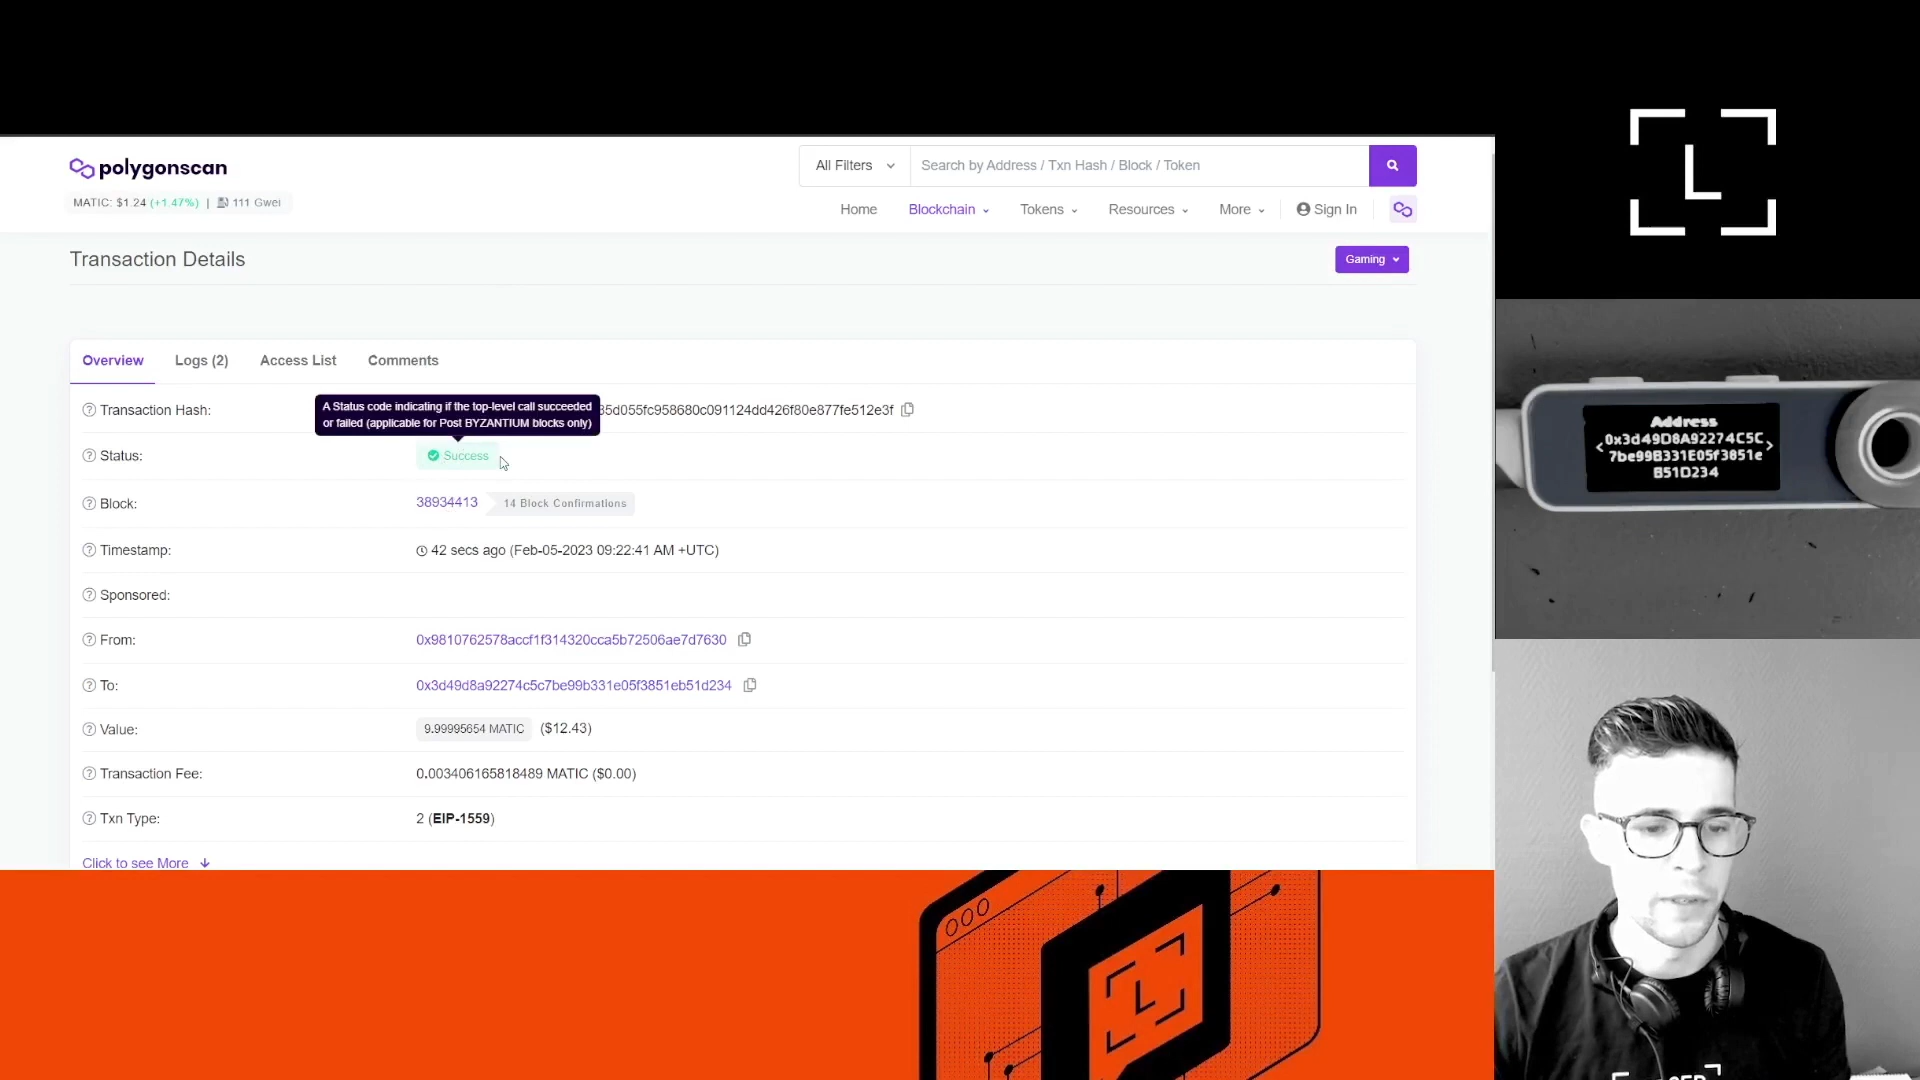 polygonscan
MATIC: $1.24 (+1.47%) | 111 Gwei
All Filters
Search by Address / Txn Hash / Block / Token
Home
Blockchain
Tokens
Resources
More
Sign In
Transaction Details
Gaming
Overview
Logs (2)
Access List
Comments
A Status code indicating if the top-level call succeeded
or failed (applicable for Post BYZANTIUM blocks only)
Transaction Hash:
35d055fc958680c091124dd426f80e877fe512e3f
Status:
Success
Block:
38934413
14 Block Confirmations
Timestamp:
42 secs ago (Feb-05-2023 09:22:41 AM +UTC)
Sponsored:
From:
0x9810762578accf1f314320cca5b72506ae7d7630
To:
0x3d49d8a92274c5c7be99b331e05f3851eb51d234
Value:
9.99995654 MATIC
($12.43)
Transaction Fee:
0.003406165818489 MATIC ($0.00)
Txn Type:
2 (EIP-1559)
Click to see More
L
Address
0x3d49D8A92274C5C
7be99B331E05f3851e
B51D234
L